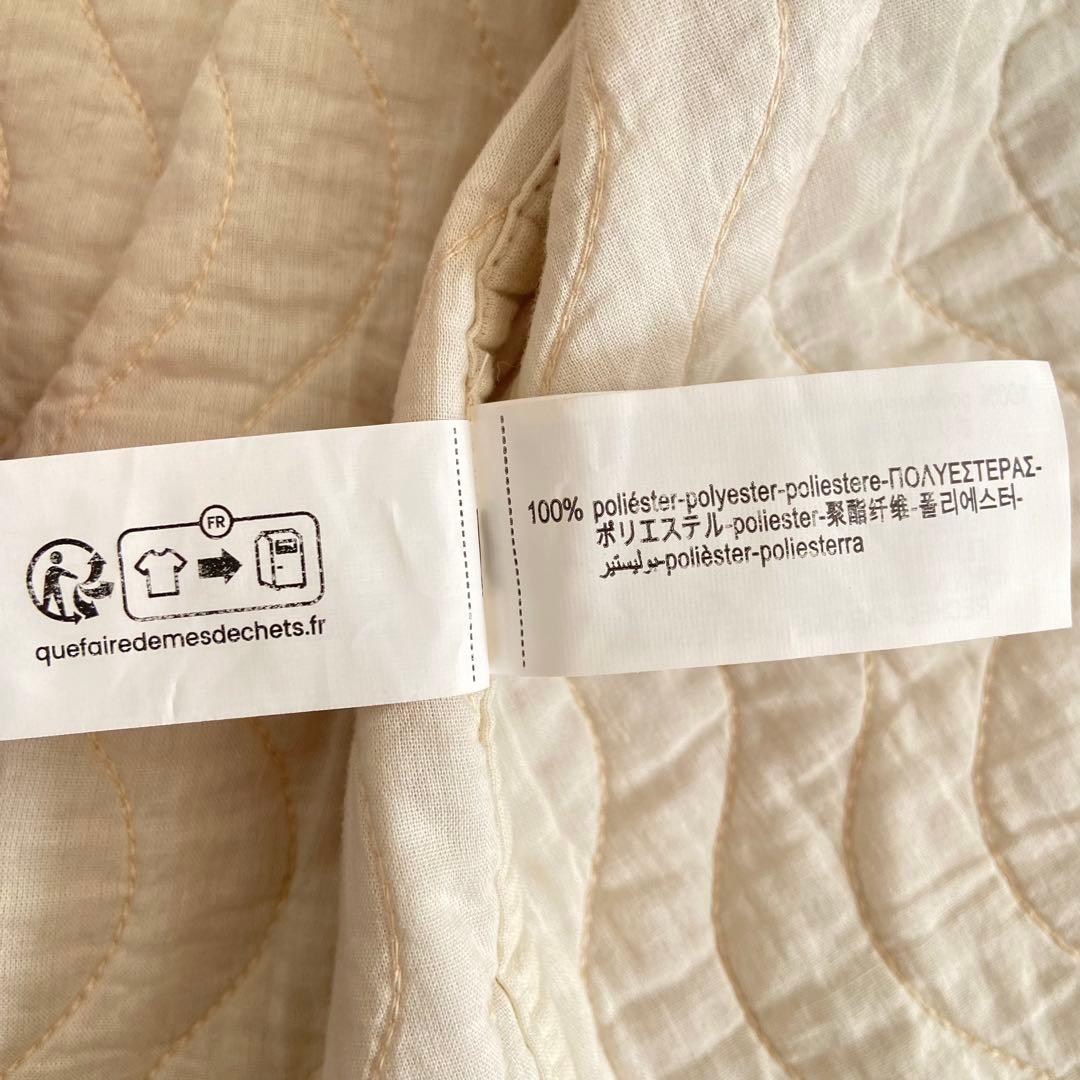 FR
quefairedemesdechets.fr
100% poliéster-polyester-poliestere-ΠΟΛΥΕΣΤΕΡΑΣ-
ポリエステル-poliester-聚酯纤维-폴리에스터-
بوليستير-polièster-poliesterra